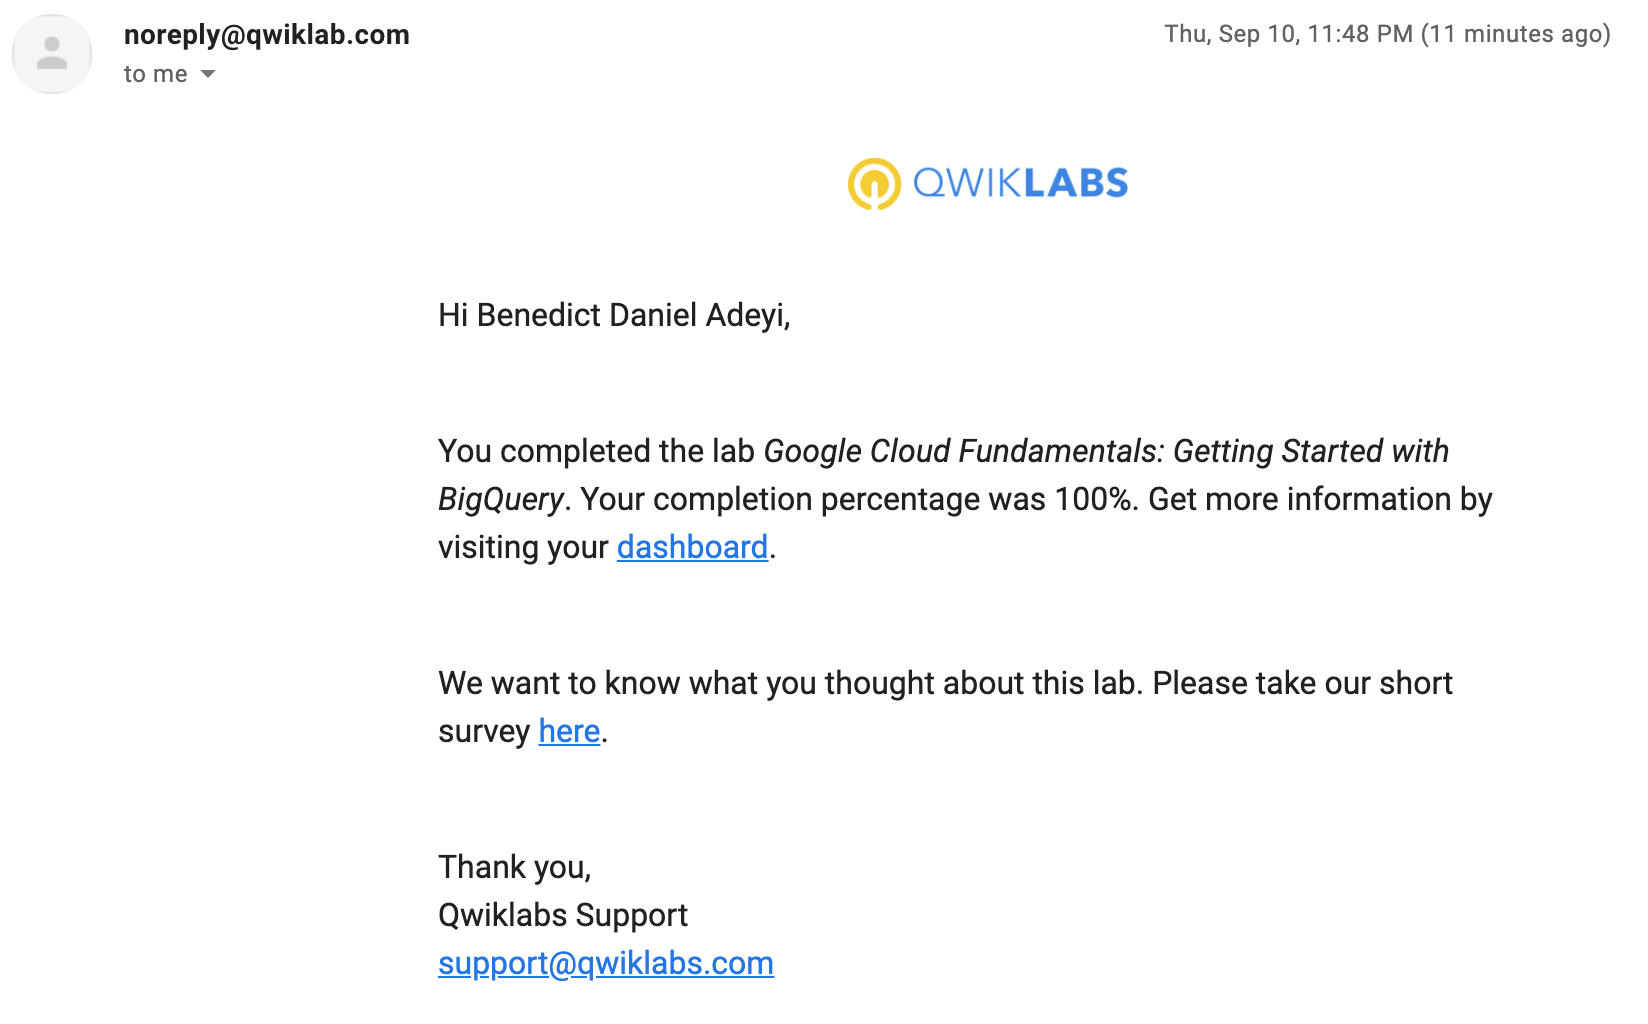 noreply@qwiklab.com
Thu, Sep 10, 11:48 PM (11 minutes ago)
to me
QWIKLABS
Hi Benedict Daniel Adeyi,
You completed the lab Google Cloud Fundamentals: Getting Started with
BigQuery. Your completion percentage was 100%. Get more information by
visiting your dashboard.
We want to know what you thought about this lab. Please take our short
survey here.
Thank you,
Qwiklabs Support
support@qwiklabs.com